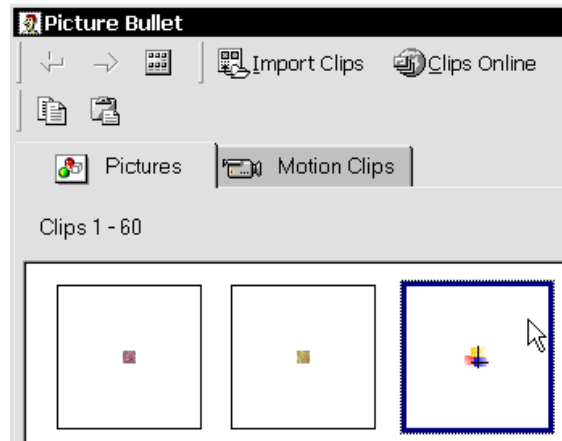 Picture Bullet
Import Clips Clips Online
Pictures Motion Clips
Clips 1 - 60